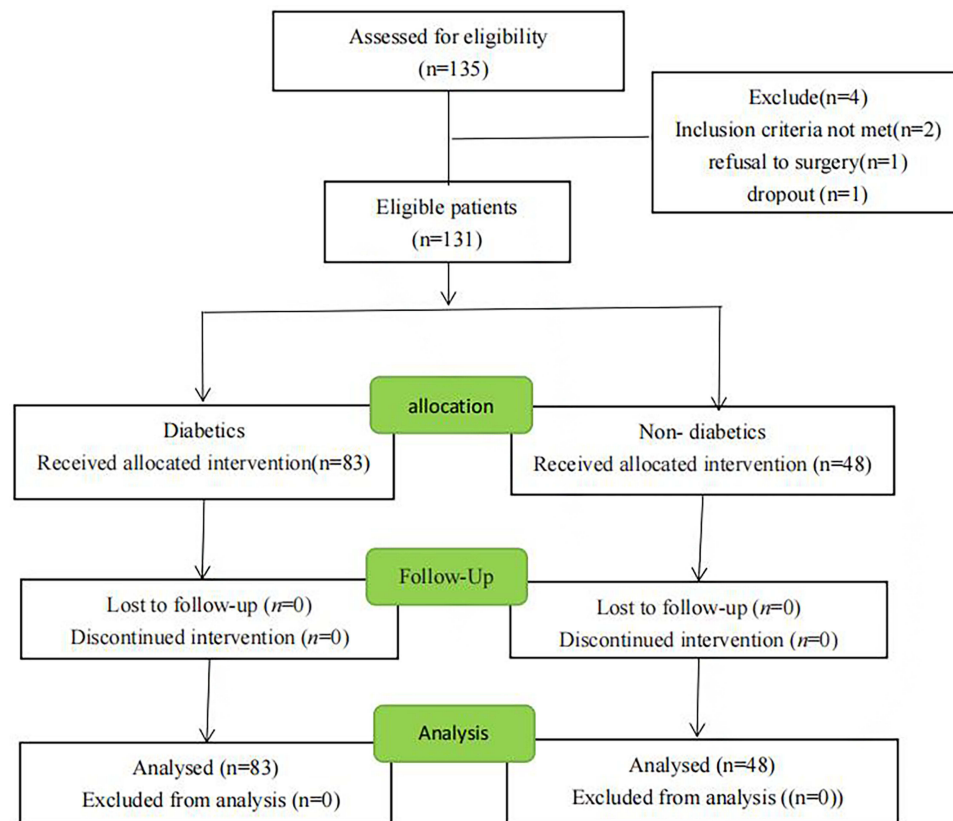 Assessed for eligibility
(n=135)
Exclude(n=4)
Inclusion criteria not met(n=2)
refusal to surgery(n=1)
dropout (n=1)
Eligible patients
(n=131)
allocation
Diabetics
Received allocated intervention(n=83)
Non- diabetics
Received allocated intervention (n=48)
Follow-Up
Lost to follow-up (n=0)
Discontinued intervention (n=0)
Lost to follow-up (n=0)
Discontinued intervention (n=0)
Analysis
Analysed (n=83)
Excluded from analysis (n=0)
Analysed (n=48)
Excluded from analysis ((n=0))